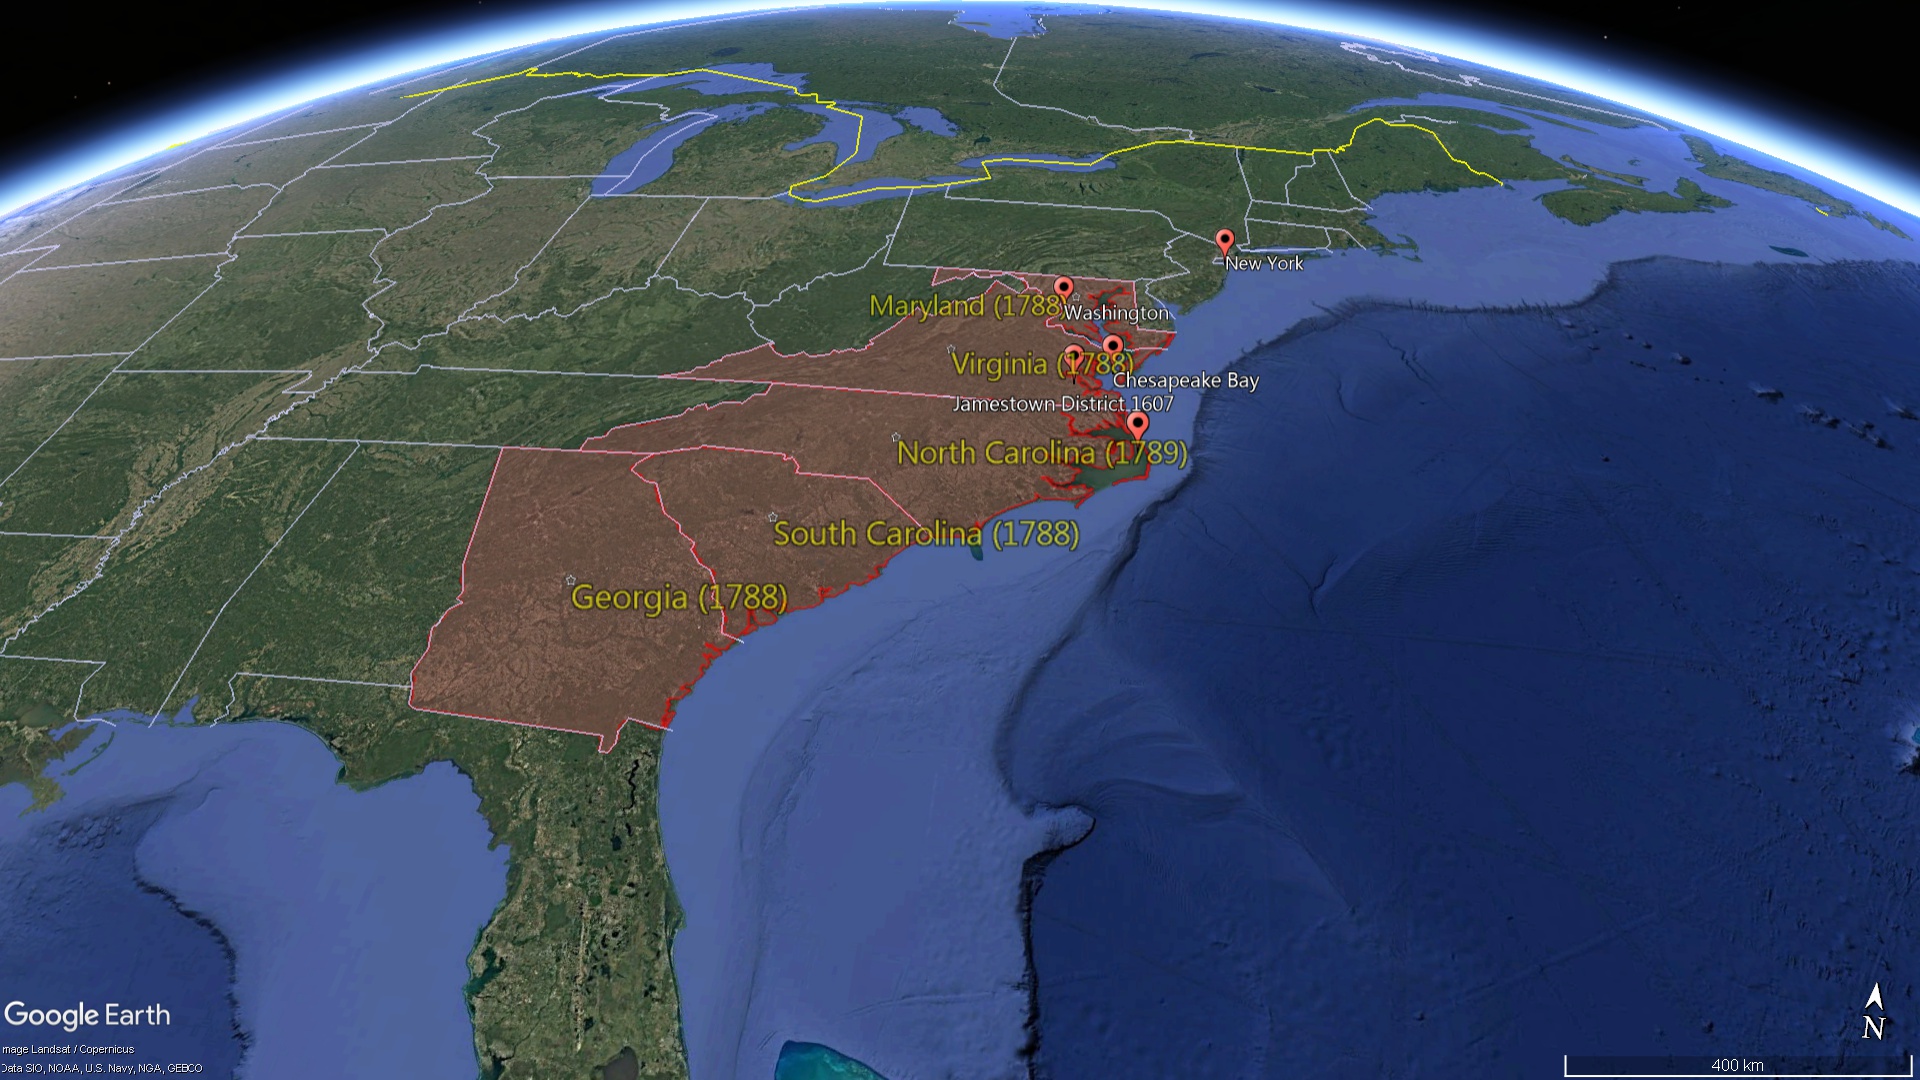 New York
Maryland (1788)
Washington
Virginia (1788)
Chesapeake Bay
Jamestown District 1607
North Carolina (1789)
South Carolina (1788)
Georgia (1788)
Google Earth
mage Landsat / Copernicus
Data SIO, NOAA, U.S. Navy, NGA, GEBCO
N
400 km